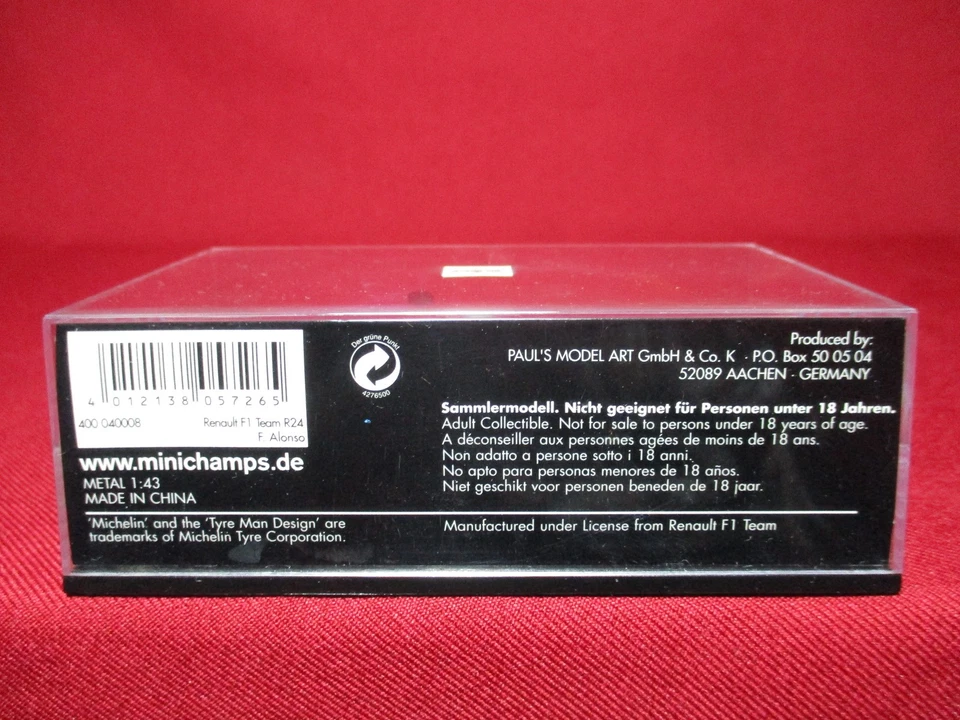 4 012138 057265
400 040008 Renault F1 Team R24
F. Alonso
www.minichamps.de
METAL 1:43
MADE IN CHINA
'Michelin' and the 'Tyre Man Design' are
trademarks of Michelin Tyre Corporation.
Der grüne Punkt
4276500
Produced by:
PAUL'S MODEL ART GmbH & Co. K · P.O. Box 50 05 04
52089 AACHEN · GERMANY
Sammlermodell. Nicht geeignet für Personen unter 18 Jahren.
Adult Collectible. Not for sale to persons under 18 years of age.
A déconseiller aux personnes agées de moins de 18 ans.
Non adatto a persone sotto i 18 anni.
No apto para personas menores de 18 años.
Niet geschikt voor personen beneden de 18 jaar.
Manufactured under License from Renault F1 Team